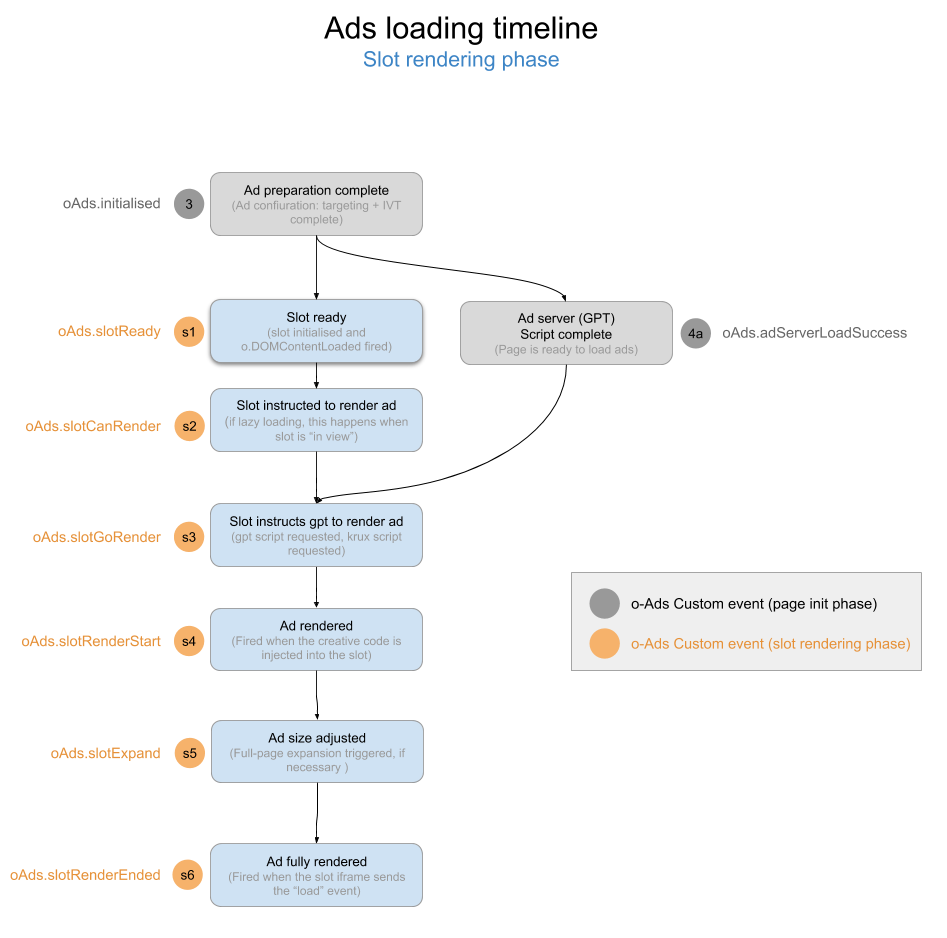 Ads loading timeline
Slot rendering phase
oAds.initialised
3
Ad preparation complete
(Ad confiuration: targeting + IVT
complete)
oAds.slotReady
s1
Slot ready
(slot initialised and
o.DOMContentLoaded fired)
Ad server (GPT)
Script complete
(Page is ready to load ads)
4a
oAds.adServerLoadSuccess
oAds.slotCanRender
s2
Slot instructed to render ad
(if lazy loading, this happens when
slot is “in view”)
oAds.slotGoRender
s3
Slot instructs gpt to render ad
(gpt script requested, krux script
requested)
o-Ads Custom event (page init phase)
o-Ads Custom event (slot rendering phase)
oAds.slotRenderStart
s4
Ad rendered
(Fired when the creative code is
injected into the slot)
oAds.slotExpand
s5
Ad size adjusted
(Full-page expansion triggered, if
necessary )
oAds.slotRenderEnded
s6
Ad fully rendered
(Fired when the slot iframe sends
the “load” event)